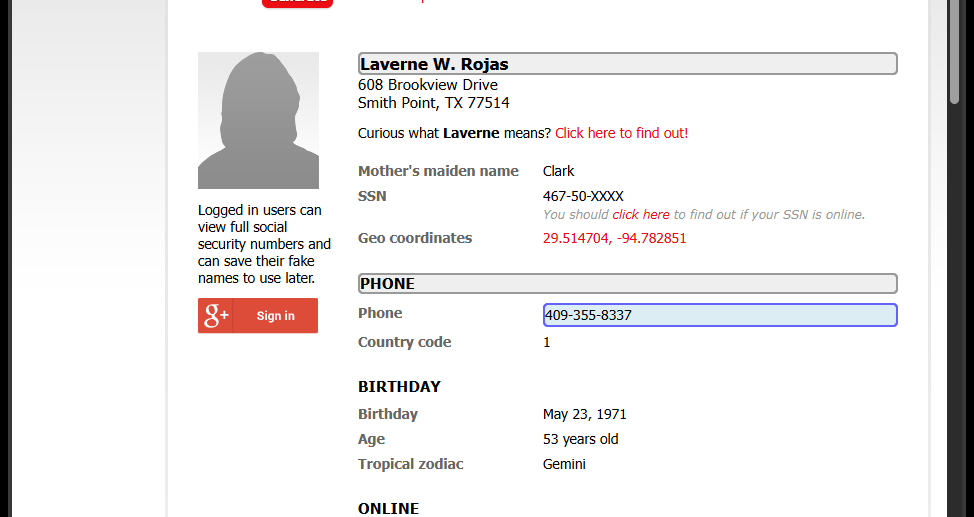 Laverne W. Rojas
608 Brookview Drive
Smith Point, TX 77514
Curious what Laverne means? Click here to find out!
Mother's maiden name Clark
SSN 467-50-XXXX
You should click here to find out if your SSN is online.
Geo coordinates 29.514704, -94.782851
Logged in users can
view full social
security numbers and
can save their fake
names to use later.
g+ Sign in
PHONE
Phone 409-355-8337
Country code 1
BIRTHDAY
Birthday May 23, 1971
Age 53 years old
Tropical zodiac Gemini
ONLINE